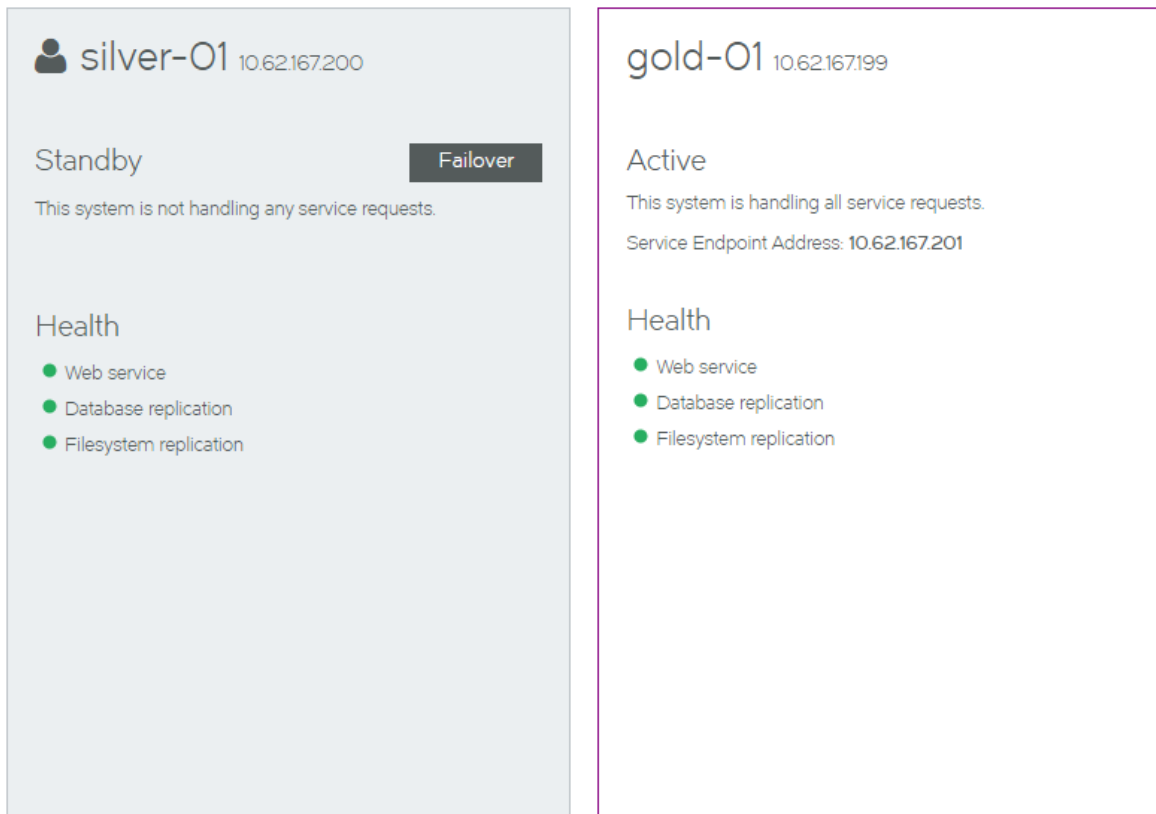 silver-01 10.62.167.200
Standby
Failover
This system is not handling any service requests.
Health
Web service
Database replication
Filesystem replication
gold-01 10.62.167.199
Active
This system is handling all service requests.
Service Endpoint Address: 10.62.167.201
Health
Web service
Database replication
Filesystem replication